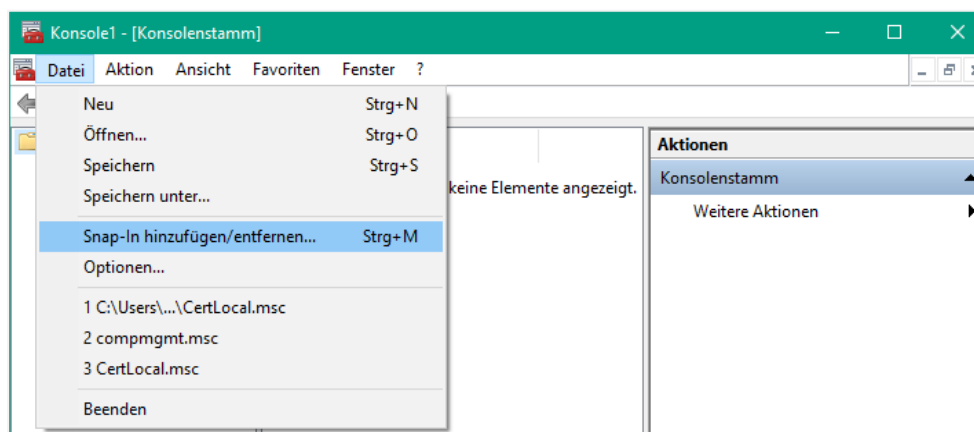 Konsole1 - [Konsolenstamm]
Datei Aktion Ansicht Favoriten Fenster ?
Neu Strg+N
Öffnen... Strg+O
Speichern Strg+S
Speichern unter...
Snap-In hinzufügen/entfernen... Strg+M
Optionen...
1 C:\Users\...\CertLocal.msc
2 compmgmt.msc
3 CertLocal.msc
Beenden
keine Elemente angezeigt.
Aktionen
Konsolenstamm
Weitere Aktionen